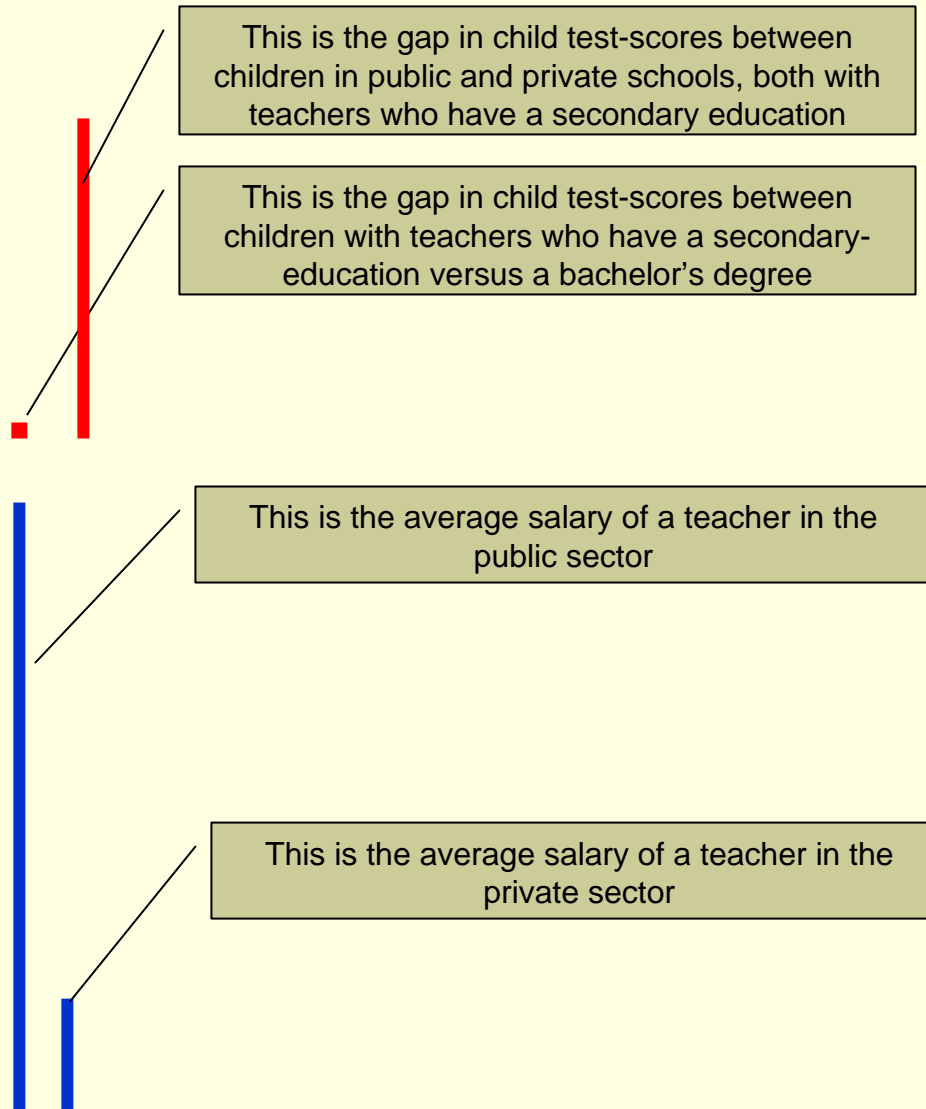 This is the gap in child test-scores between
children in public and private schools, both with
teachers who have a secondary education
This is the gap in child test-scores between
children with teachers who have a secondary-
education versus a bachelor’s degree
This is the average salary of a teacher in the
public sector
This is the average salary of a teacher in the
private sector